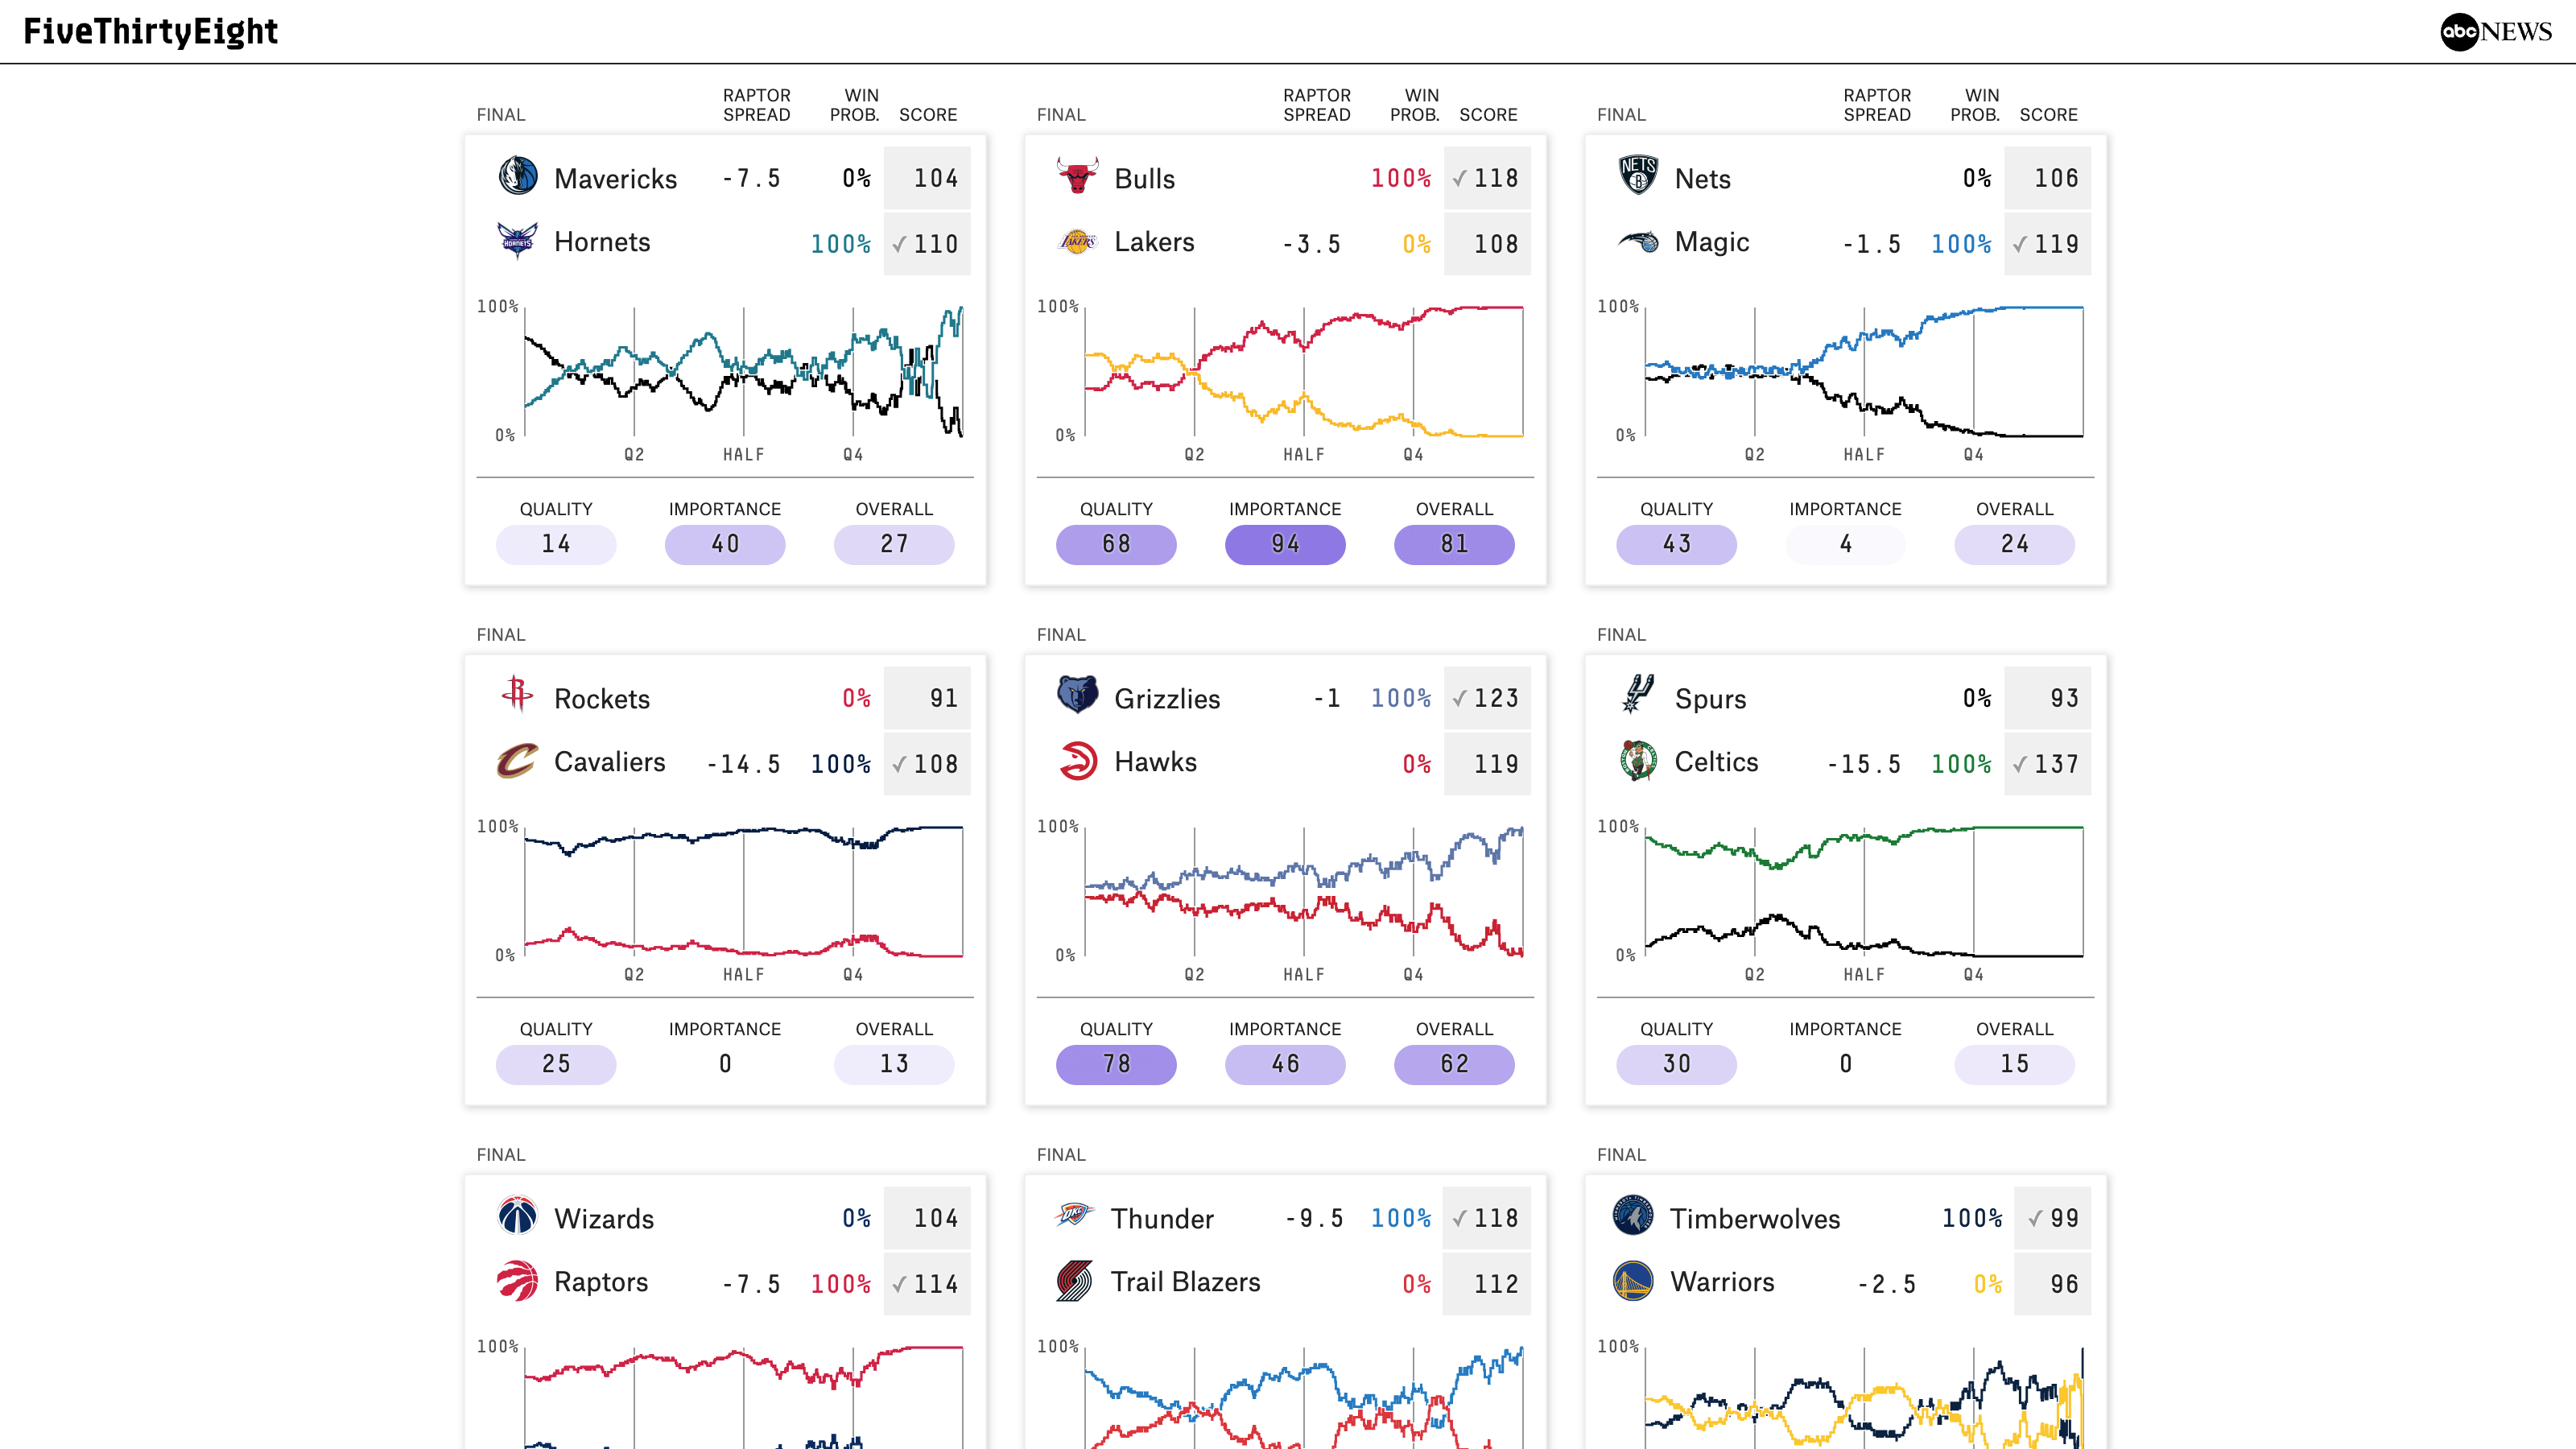 FiveThirtyEight
abc NEWS
FINAL RAPTOR SPREAD WIN PROB. SCORE
Mavericks -7.5 0% 104
Hornets 100% ✓ 110
100%
0%
Q2 HALF Q4
QUALITY IMPORTANCE OVERALL
14 40 27
FINAL RAPTOR SPREAD WIN PROB. SCORE
Bulls 100% ✓ 118
Lakers -3.5 0% 108
100%
0%
Q2 HALF Q4
QUALITY IMPORTANCE OVERALL
68 94 81
FINAL RAPTOR SPREAD WIN PROB. SCORE
NETS B
Nets 0% 106
Magic -1.5 100% ✓ 119
100%
0%
Q2 HALF Q4
QUALITY IMPORTANCE OVERALL
43 4 24
FINAL
Rockets 0% 91
Cavaliers -14.5 100% ✓ 108
100%
0%
Q2 HALF Q4
QUALITY IMPORTANCE OVERALL
25 0 13
FINAL
Grizzlies -1 100% ✓ 123
Hawks 0% 119
100%
0%
Q2 HALF Q4
QUALITY IMPORTANCE OVERALL
78 46 62
FINAL
Spurs 0% 93
Celtics -15.5 100% ✓ 137
100%
0%
Q2 HALF Q4
QUALITY IMPORTANCE OVERALL
30 0 15
FINAL
Wizards 0% 104
Raptors -7.5 100% ✓ 114
100%
FINAL
Thunder -9.5 100% ✓ 118
Trail Blazers 0% 112
100%
FINAL
Timberwolves 100% ✓ 99
Warriors -2.5 0% 96
100%